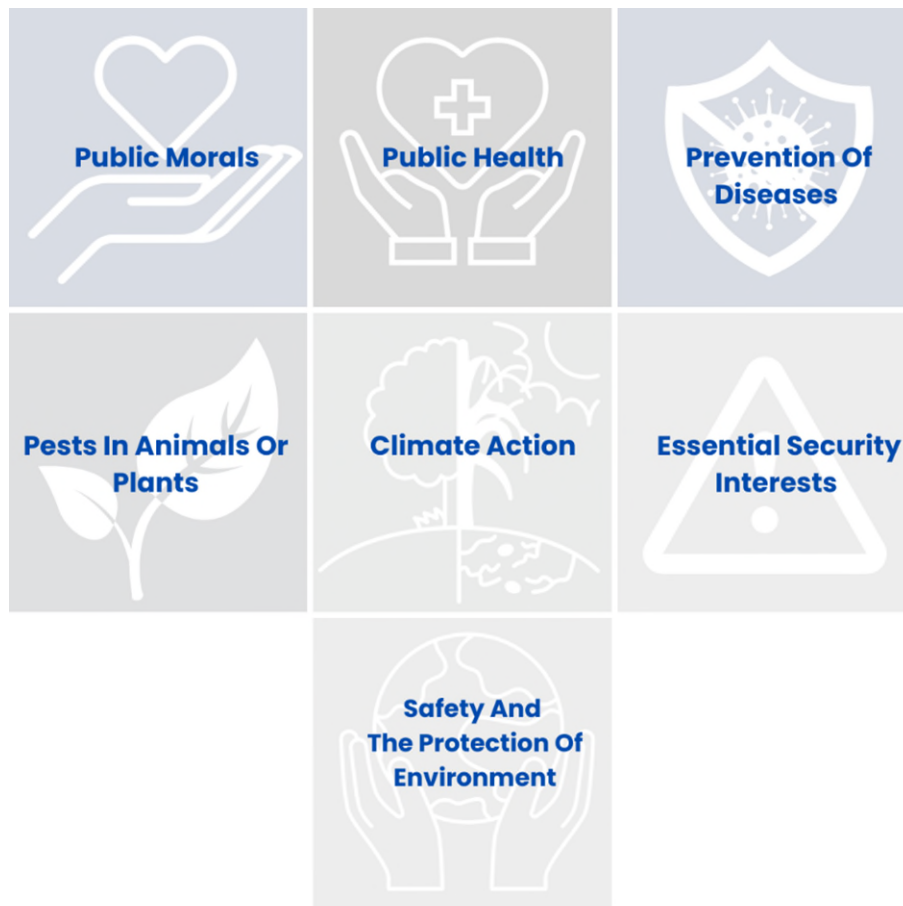 Public Morals
Public Health
Prevention Of
Diseases
Pests In Animals Or
Plants
Climate Action
Essential Security
Interests
Safety And
The Protection Of
Environment